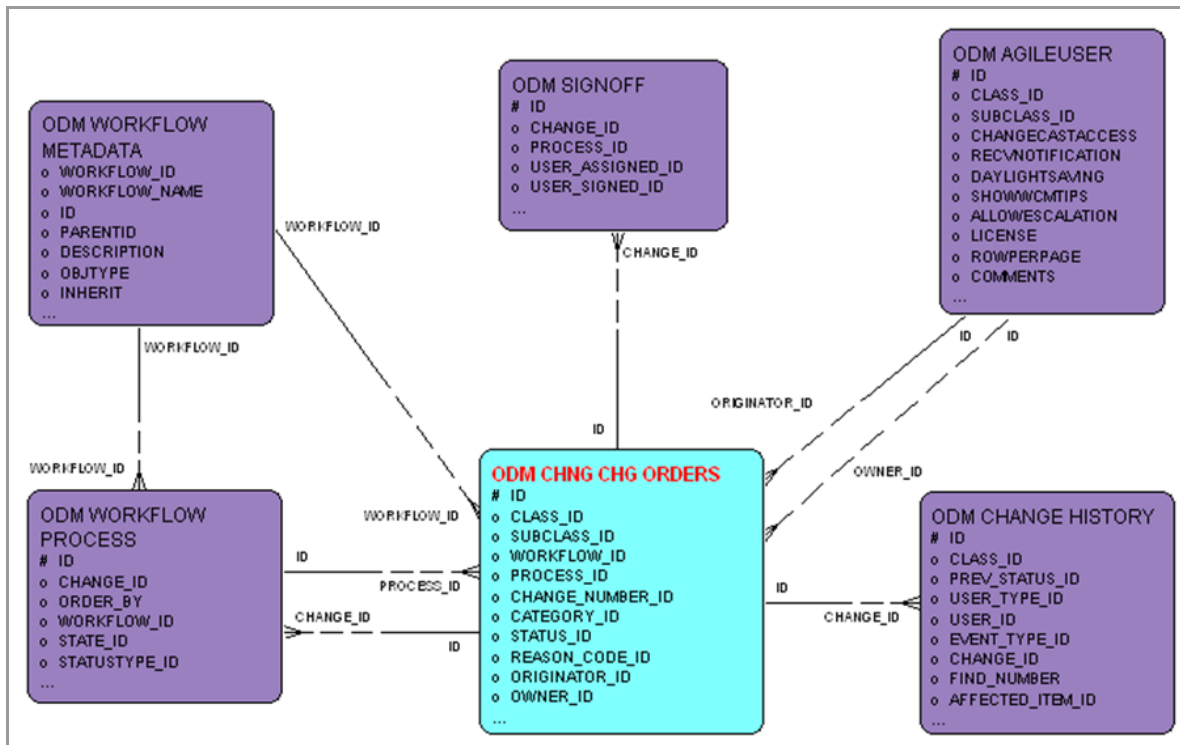 ODM WORKFLOW
METADATA
o WORKFLOW_ID
o WORKFLOW_NAME
o ID
o PARENTID
o DESCRIPTION
o OBJTYPE
o INHERIT
...
ODM SIGNOFF
# ID
o CHANGE_ID
o PROCESS_ID
o USER_ASSIGNED_ID
o USER_SIGNED_ID
...
ODM AGILEUSER
# ID
o CLASS_ID
o SUBCLASS_ID
o CHANGECASTACCESS
o RECVNOTIFICATION
o DAYLIGHTSAVING
o SHOWWCMTIPS
o ALLOWESCALATION
o LICENSE
o ROWPERPAGE
o COMMENTS
...
WORKFLOW_ID
CHANGE_ID
WORKFLOW_ID
ID
ID
ORIGINATOR_ID
ID
WORKFLOW_ID
OWNER_ID
ODM WORKFLOW
PROCESS
# ID
o CHANGE_ID
o ORDER_BY
o WORKFLOW_ID
o STATE_ID
o STATUSTYPE_ID
...
WORKFLOW_ID
ID
PROCESS_ID
CHANGE_ID
ID
ODM CHNG CHG ORDERS
# ID
o CLASS_ID
o SUBCLASS_ID
o WORKFLOW_ID
o PROCESS_ID
o CHANGE_NUMBER_ID
o CATEGORY_ID
o STATUS_ID
o REASON_CODE_ID
o ORIGINATOR_ID
o OWNER_ID
...
ID
CHANGE_ID
ODM CHANGE HISTORY
# ID
o CLASS_ID
o PREV_STATUS_ID
o USER_TYPE_ID
o USER_ID
o EVENT_TYPE_ID
o CHANGE_ID
o FIND_NUMBER
o AFFECTED_ITEM_ID
...